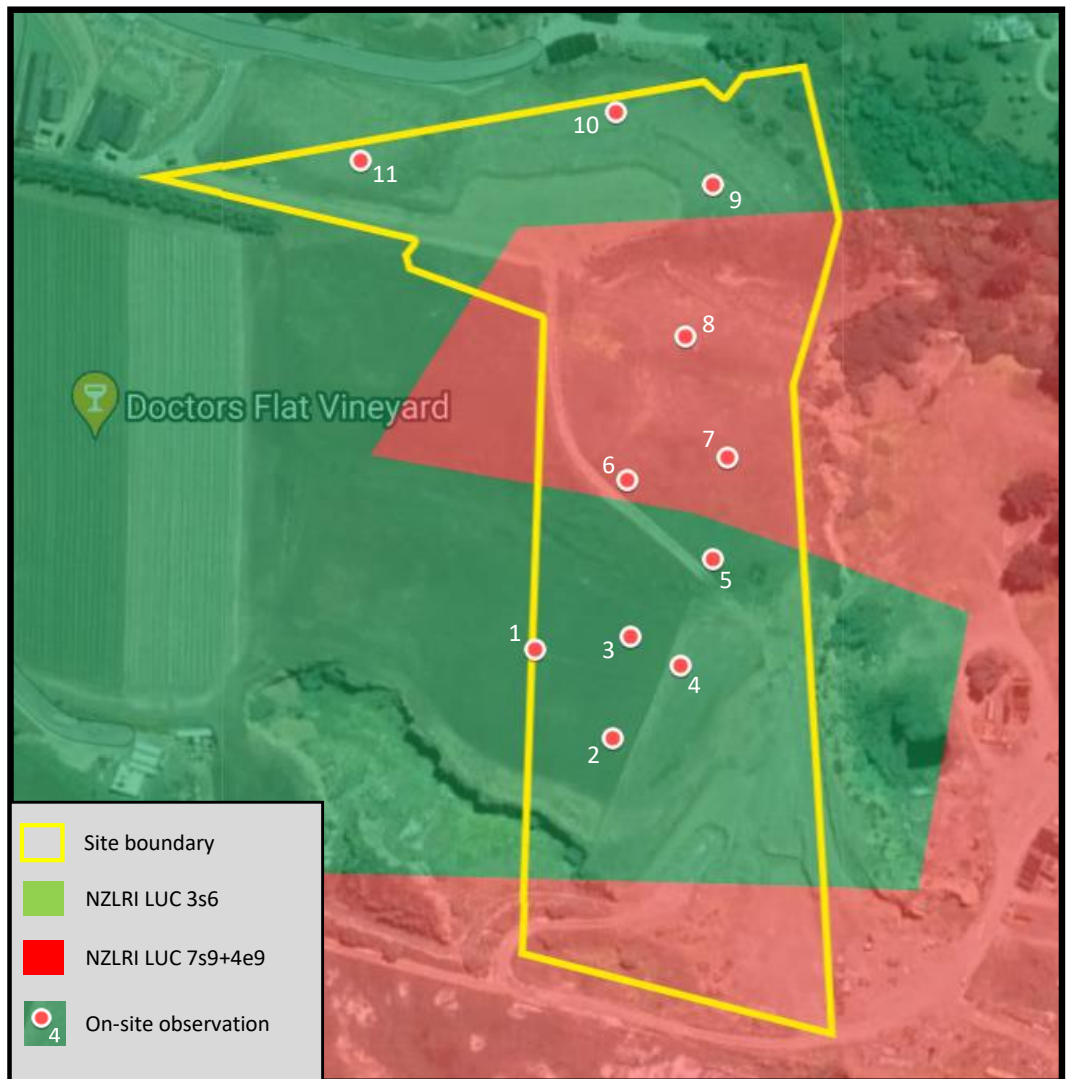 10
11
9
8
Doctors Flat Vineyard
7
6
5
1
3
4
2
Site boundary
NZLRI LUC 3s6
NZLRI LUC 7s9+4e9
4
On-site observation